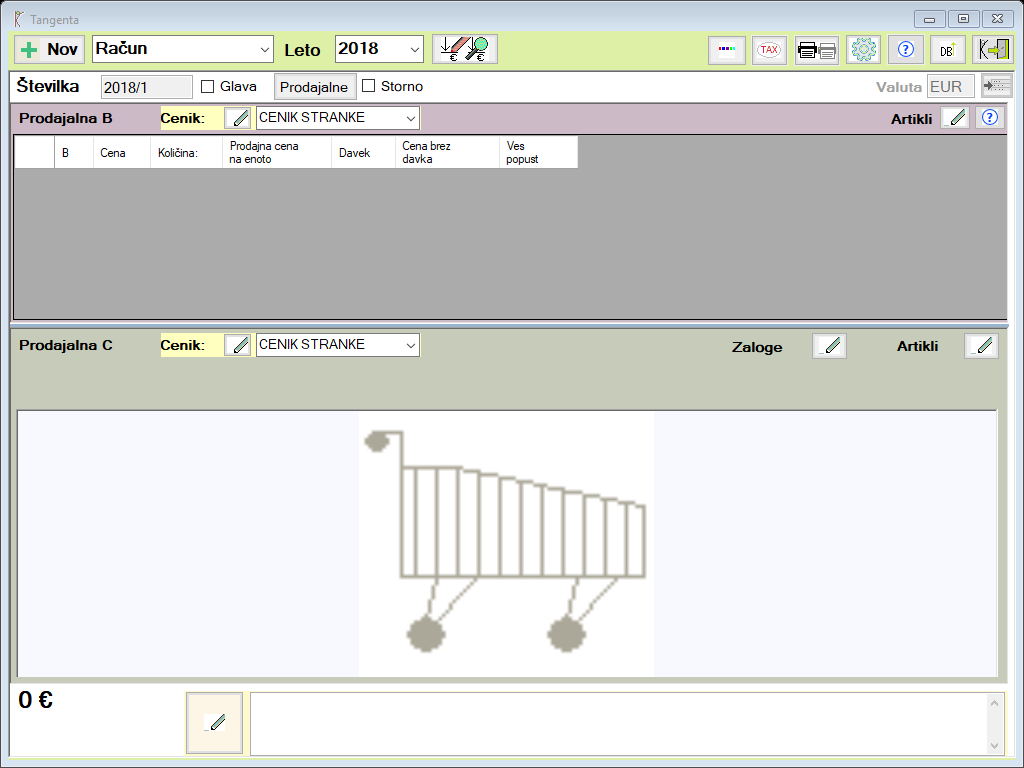 Tangenta
Nov Račun Leto 2018 € € TAX ? DB
Številka 2018/1 Glava Prodajalne Storno Valuta EUR
Prodajalna B Cenik: CENIK STRANKE Artikli ?
B Cena Količina: Prodajna cena na enoto Davek Cena brez davka Ves popust
Prodajalna C Cenik: CENIK STRANKE Zaloge Artikli
0 €